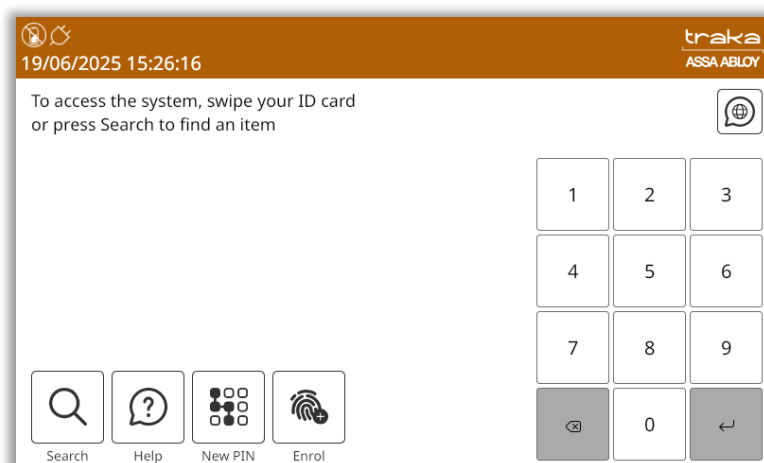 19/06/2025 15:26:16
traka
ASSA ABLOY
To access the system, swipe your ID card
or press Search to find an item
1 2 3
4 5 6
7 8 9
0
?
Search Help New PIN Enrol